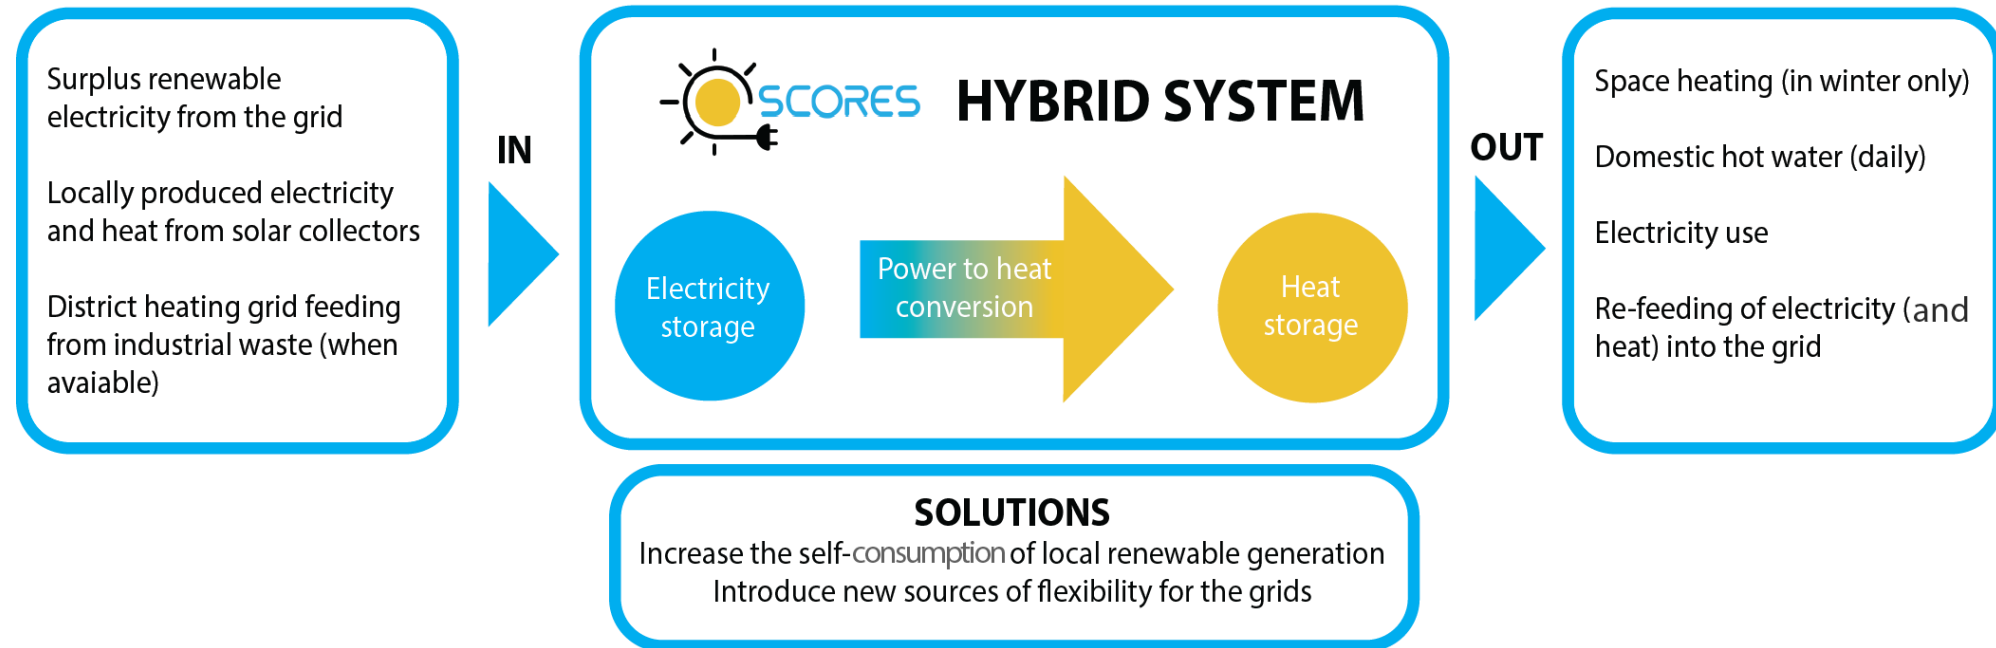 Surplus renewable
electricity from the grid
Locally produced electricity
and heat from solar collectors
District heating grid feeding
from industrial waste (when
avaiable)
IN
SCORES HYBRID SYSTEM
Electricity
storage
Power to heat
conversion
Heat
storage
OUT
Space heating (in winter only)
Domestic hot water (daily)
Electricity use
Re-feeding of electricity (and
heat) into the grid
SOLUTIONS
Increase the self-consumption of local renewable generation
Introduce new sources of flexibility for the grids